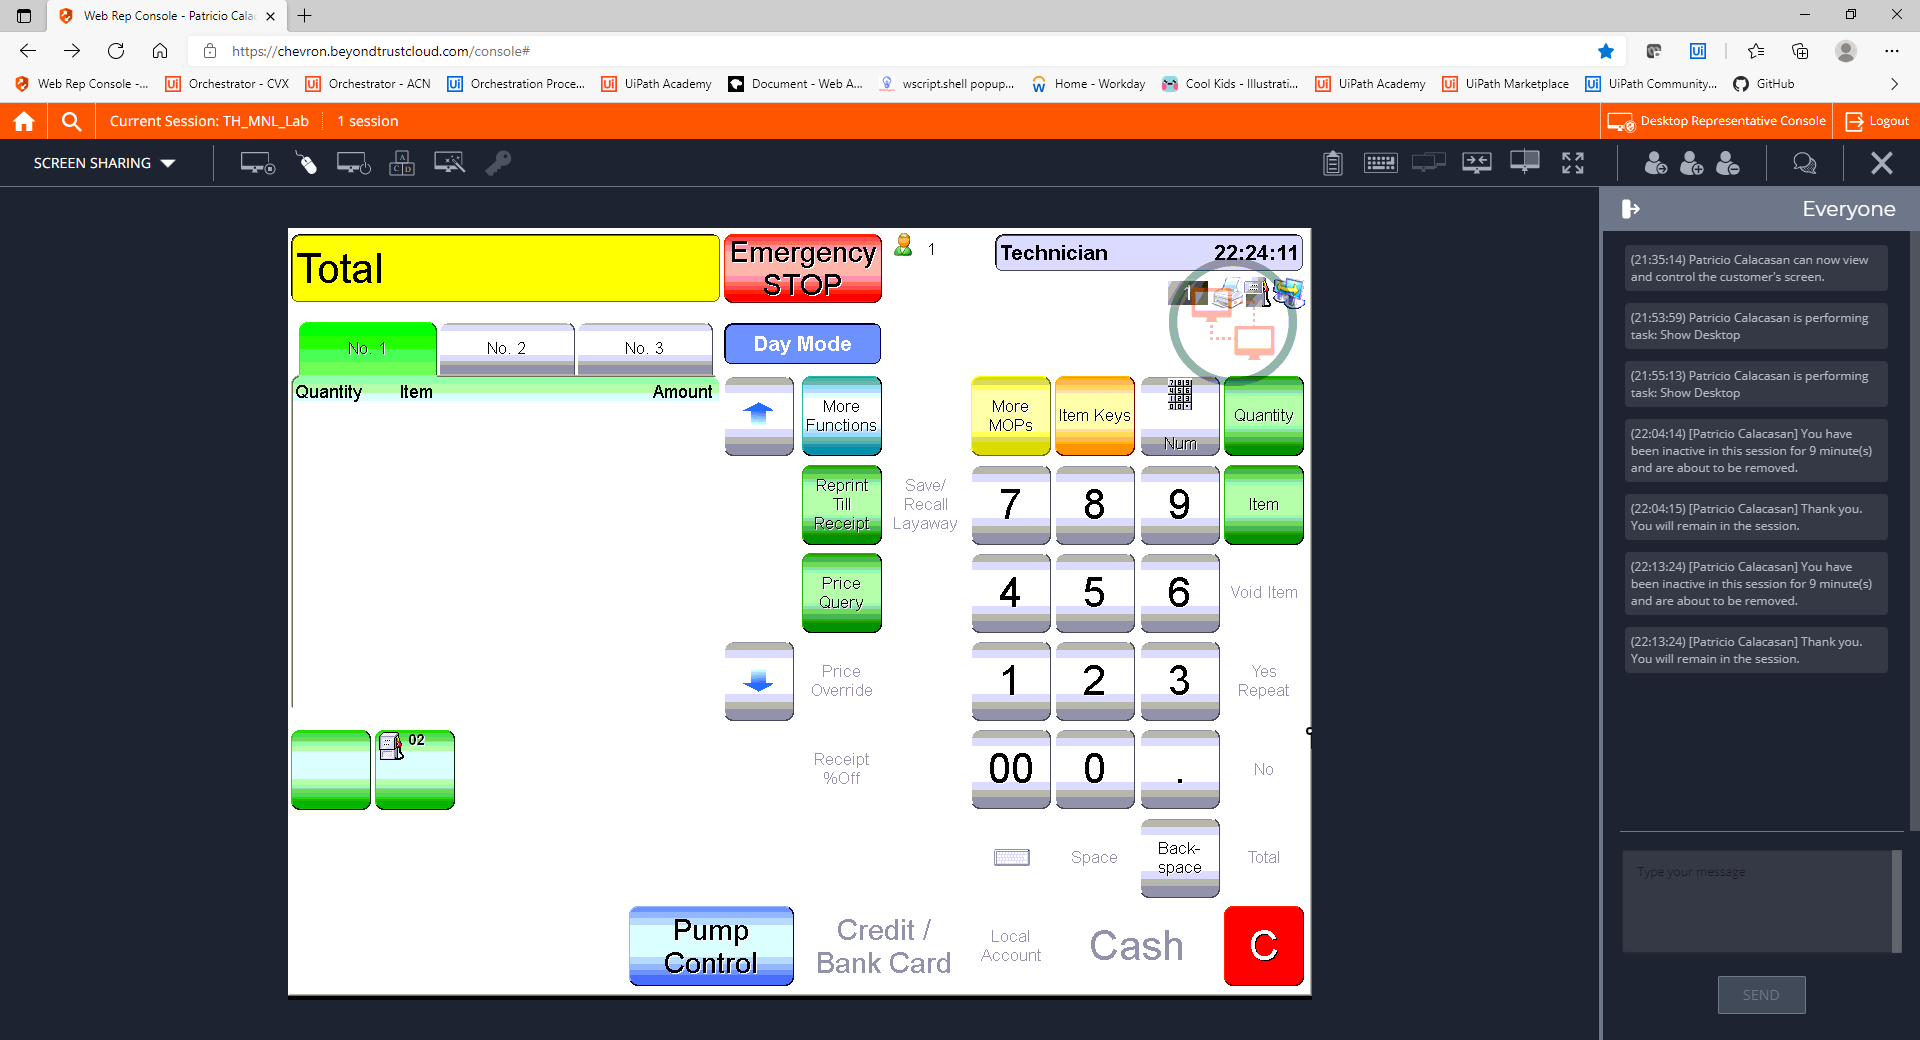 Web Rep Console - Patricio Cala
https://chevron.beyondtrustcloud.com/console#
Web Rep Console -...
Orchestrator - CVX
Orchestrator - ACN
Orchestration Proce...
UiPath Academy
Document - Web A...
wscript.shell popup...
Home - Workday
Cool Kids - Illustrati...
UiPath Academy
UiPath Marketplace
UiPath Community...
GitHub
Current Session: TH_MNL_Lab
1 session
Desktop Representative Console
Logout
SCREEN SHARING
Everyone
Total
Emergency
STOP
1
Technician
22:24:11
1
No. 1
No. 2
No. 3
Day Mode
Quantity
Item
Amount
More
Functions
More
MOPs
Item Keys
Num
Quantity
Reprint
Till
Receipt
Save/
Recall
Layaway
7
8
9
Item
Price
Query
4
5
6
Void Item
Price
Override
1
2
3
Yes
Repeat
02
Receipt
%Off
00
0
.
No
Space
Back-
space
Total
Pump
Control
Credit /
Bank Card
Local
Account
Cash
C
(21:35:14) Patricio Calacasan can now view
and control the customer's screen.
(21:53:59) Patricio Calacasan is performing
task: Show Desktop
(21:55:13) Patricio Calacasan is performing
task: Show Desktop
(22:04:14) [Patricio Calacasan] You have
been inactive in this session for 9 minute(s)
and are about to be removed.
(22:04:15) [Patricio Calacasan] Thank you.
You will remain in the session.
(22:13:24) [Patricio Calacasan] You have
been inactive in this session for 9 minute(s)
and are about to be removed.
(22:13:24) [Patricio Calacasan] Thank you.
You will remain in the session.
Type your message
SEND